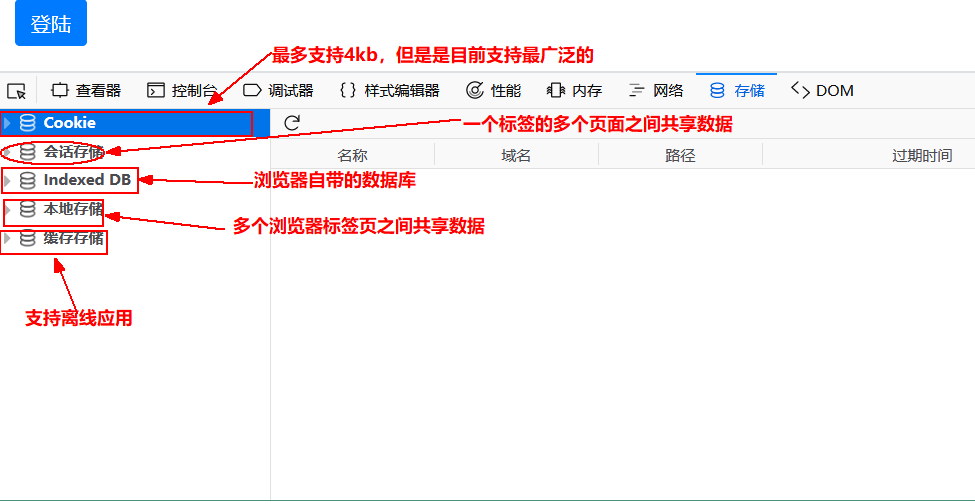 登陆
最多支持4kb，但是是目前支持最广泛的
查看器 控制台 调试器 {} 样式编辑器 性能 内存 网络 存储 DOM
Cookie
一个标签的多个页面之间共享数据
会话存储
名称 域名 路径 过期时间
Indexed DB
浏览器自带的数据库
本地存储
多个浏览器标签页之间共享数据
缓存存储
支持离线应用